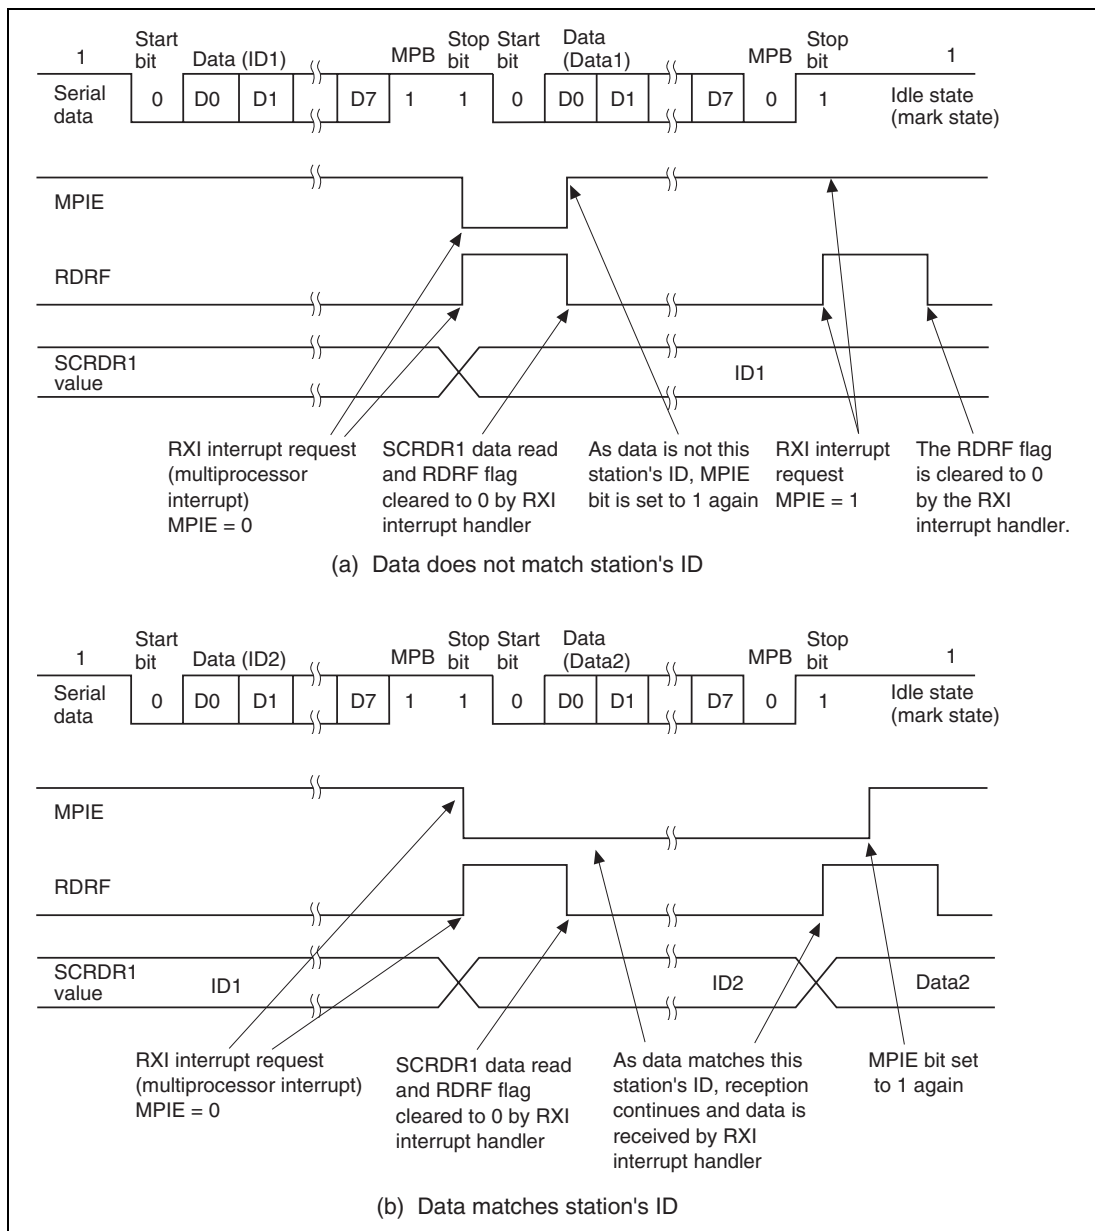 1 Start bit Data (ID1) MPB Stop bit Start bit Data (Data1) MPB Stop bit 1
Serial data 0 D0 D1 D7 1 1 0 D0 D1 D7 0 1 Idle state (mark state)
MPIE
RDRF
SCRDR1 value ID1
RXI interrupt request
(multiprocessor
interrupt)
MPIE = 0
SCRDR1 data read
and RDRF flag
cleared to 0 by RXI
interrupt handler
As data is not this
station's ID, MPIE
bit is set to 1 again
RXI interrupt
request
MPIE = 1
The RDRF flag
is cleared to 0
by the RXI
interrupt handler.
(a) Data does not match station's ID
1 Start bit Data (ID2) MPB Stop bit Start bit Data (Data2) MPB Stop bit 1
Serial data 0 D0 D1 D7 1 1 0 D0 D1 D7 0 1 Idle state (mark state)
MPIE
RDRF
SCRDR1 value ID1 ID2 Data2
RXI interrupt request
(multiprocessor interrupt)
MPIE = 0
SCRDR1 data read
and RDRF flag
cleared to 0 by RXI
interrupt handler
As data matches this
station's ID, reception
continues and data is
received by RXI
interrupt handler
MPIE bit set
to 1 again
(b) Data matches station's ID